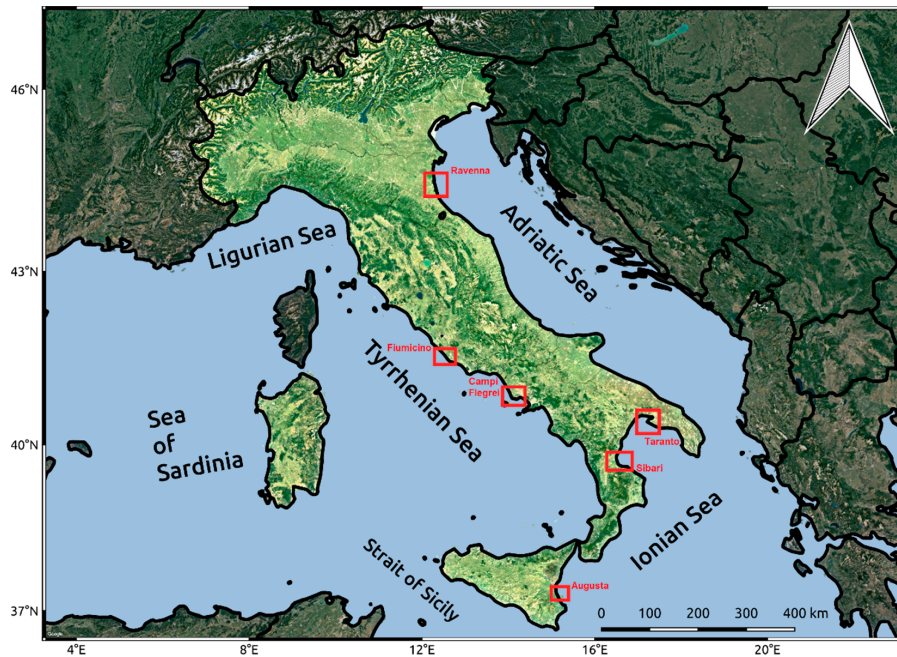 46°N
Ravenna
Adriatic Sea
Ligurian Sea
43°N
Fiumicino
Tyrrhenian Sea
Campi
Flegrei
Sea
of
Sardinia
40°N
Taranto
Sibari
Ionian Sea
Strait of Sicily
Augusta
37°N
0 100 200 300 400 km
Google
4°E 8°E 12°E 16°E 20°E